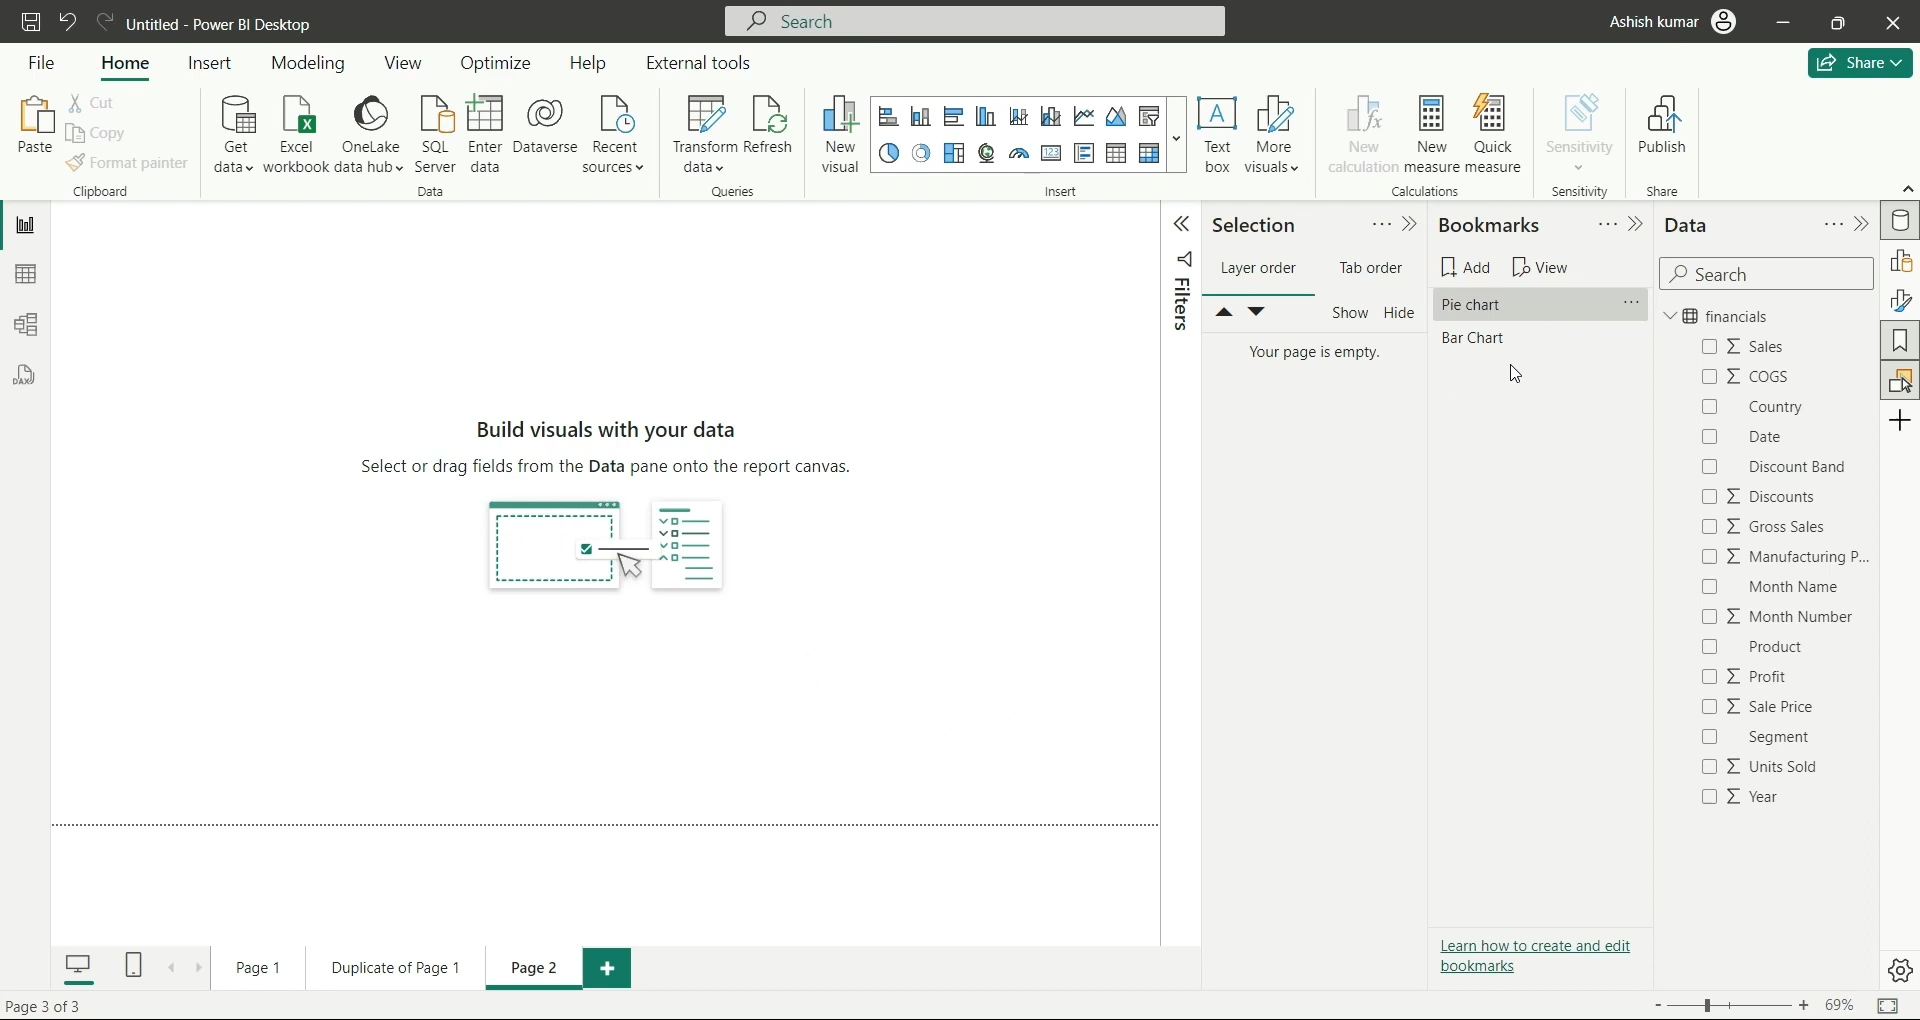 Untitled - Power BI Desktop
Search
Ashish kumar
File
Home
Insert
Modeling
View
Optimize
Help
External tools
Share
Paste
Cut
Copy
Format painter
Clipboard
Get data
Excel workbook
OneLake data hub
SQL Server
Enter data
Dataverse
Recent sources
Data
Transform data
Refresh
Queries
New visual
Text box
More visuals
Insert
New calculation
New measure
Quick measure
Calculations
Sensitivity
Sensitivity
Publish
Share
DAX
Build visuals with your data
Select or drag fields from the Data pane onto the report canvas.
Filters
Selection
Layer order
Tab order
Show
Hide
Your page is empty.
Bookmarks
Add
View
Pie chart
Bar Chart
Learn how to create and edit
bookmarks
Data
Search
financials
Sales
COGS
Country
Date
Discount Band
Discounts
Gross Sales
Manufacturing P...
Month Name
Month Number
Product
Profit
Sale Price
Segment
Units Sold
Year
Page 1
Duplicate of Page 1
Page 2
Page 3 of 3
69%